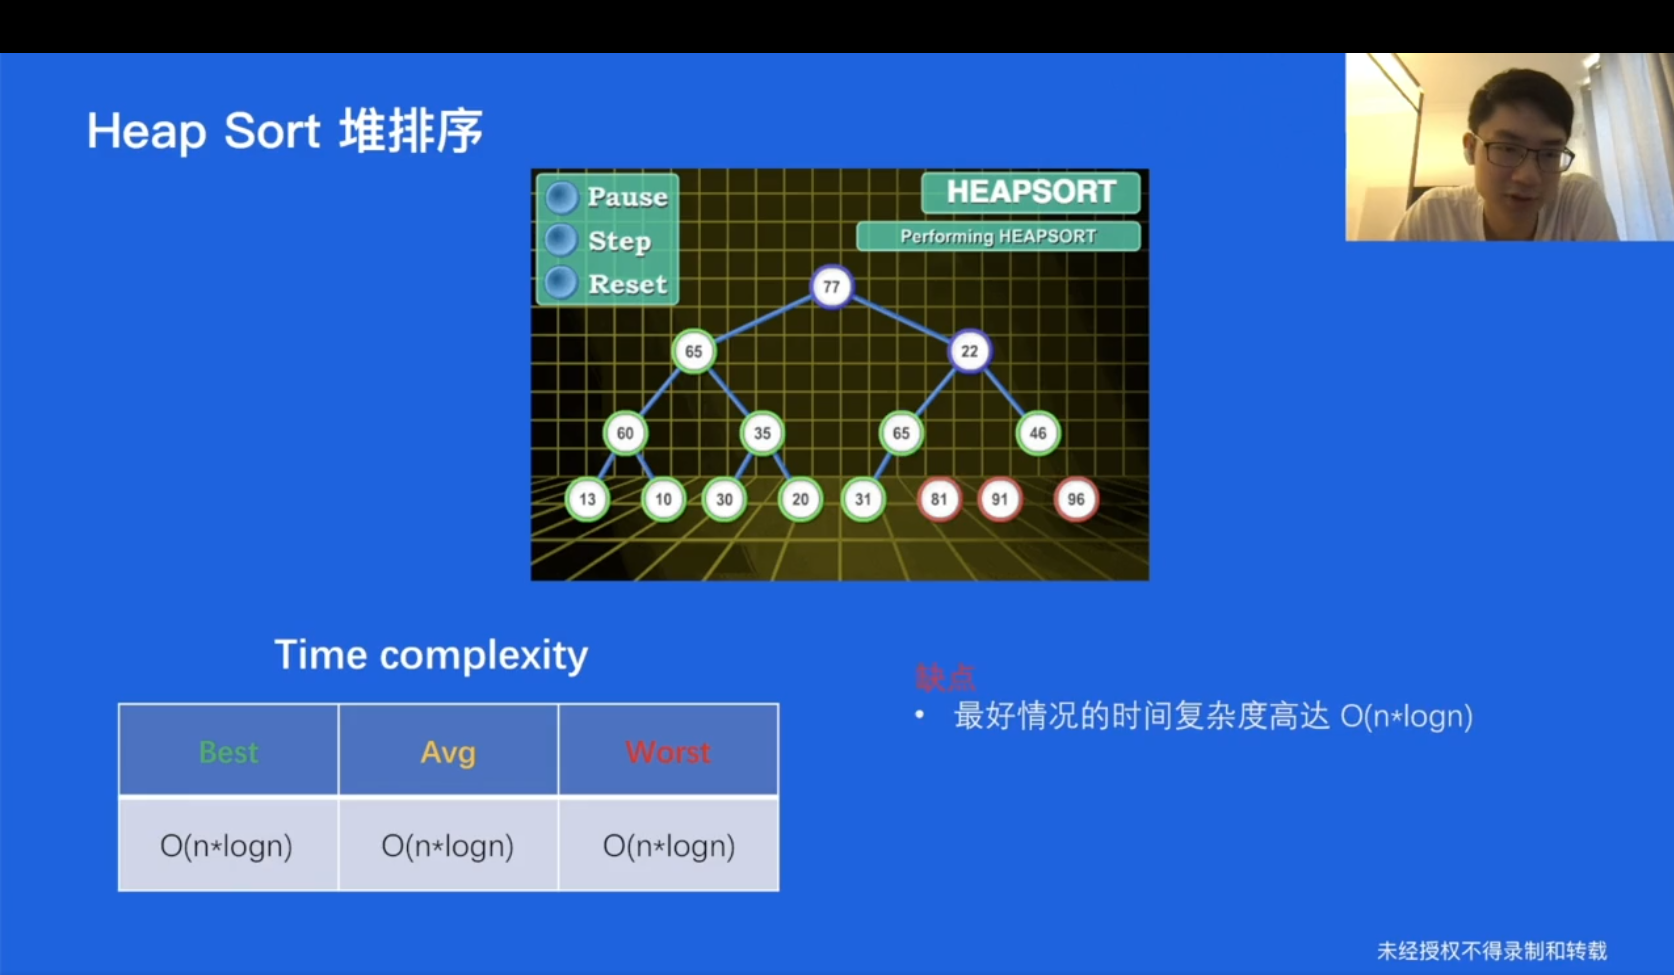 Heap Sort 堆排序
Pause
Step
Reset
HEAPSORT
Performing HEAPSORT
77
65
22
60
35
65
46
13
10
30
20
31
81
91
96
Time complexity
Best Avg Worst
O(n*logn) O(n*logn) O(n*logn)
缺点
• 最好情况的时间复杂度高达 O(n*logn)
未经授权不得录制和转载